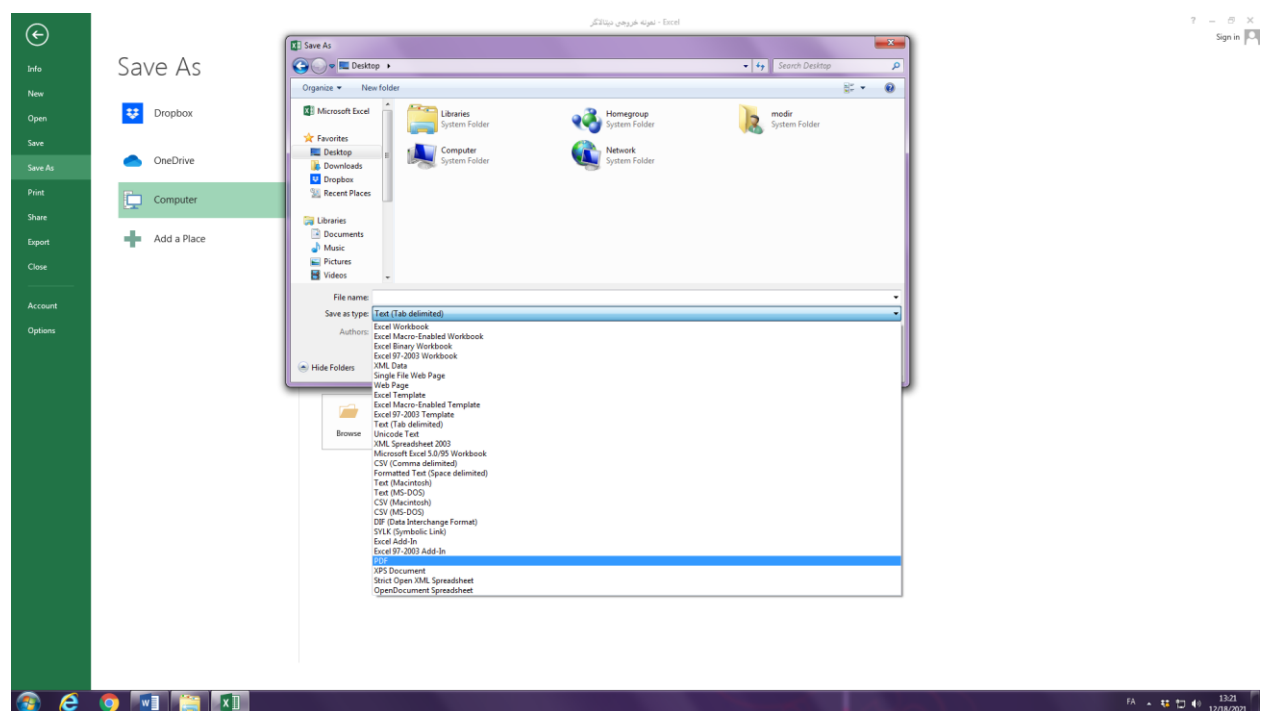 نمونه خروجی دیتالاگر - Excel
? 
Sign in
Info
New
Open
Save
Save As
Print
Share
Export
Close
Account
Options
Save As
Dropbox
OneDrive
Computer
Add a Place
Browse
Save As
Desktop
Search Desktop
Organize
New folder
Microsoft Excel
Favorites
Desktop
Downloads
Dropbox
Recent Places
Libraries
Documents
Music
Pictures
Videos
Libraries
System Folder
Homegroup
System Folder
modir
System Folder
Computer
System Folder
Network
System Folder
File name:
Save as type: Text (Tab delimited)
Authors:
Hide Folders
Excel Workbook
Excel Macro-Enabled Workbook
Excel Binary Workbook
Excel 97-2003 Workbook
XML Data
Single File Web Page
Web Page
Excel Template
Excel Macro-Enabled Template
Excel 97-2003 Template
Text (Tab delimited)
Unicode Text
XML Spreadsheet 2003
Microsoft Excel 5.0/95 Workbook
CSV (Comma delimited)
Formatted Text (Space delimited)
Text (Macintosh)
Text (MS-DOS)
CSV (Macintosh)
CSV (MS-DOS)
DIF (Data Interchange Format)
SYLK (Symbolic Link)
Excel Add-In
Excel 97-2003 Add-In
PDF
XPS Document
Strict Open XML Spreadsheet
OpenDocument Spreadsheet
FA
13:21
12/18/2021